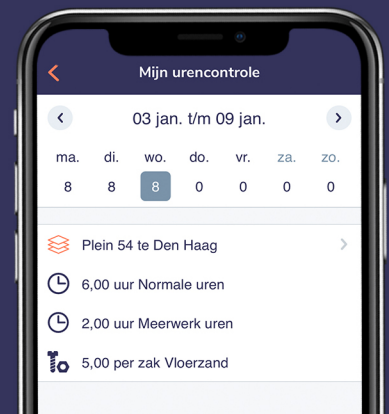 Mijn urencontrole
03 jan. t/m 09 jan.
ma. di. wo. do. vr. za. zo.
8 8 8 0 0 0 0
Plein 54 te Den Haag
6,00 uur Normale uren
2,00 uur Meerwerk uren
5,00 per zak Vloerzand